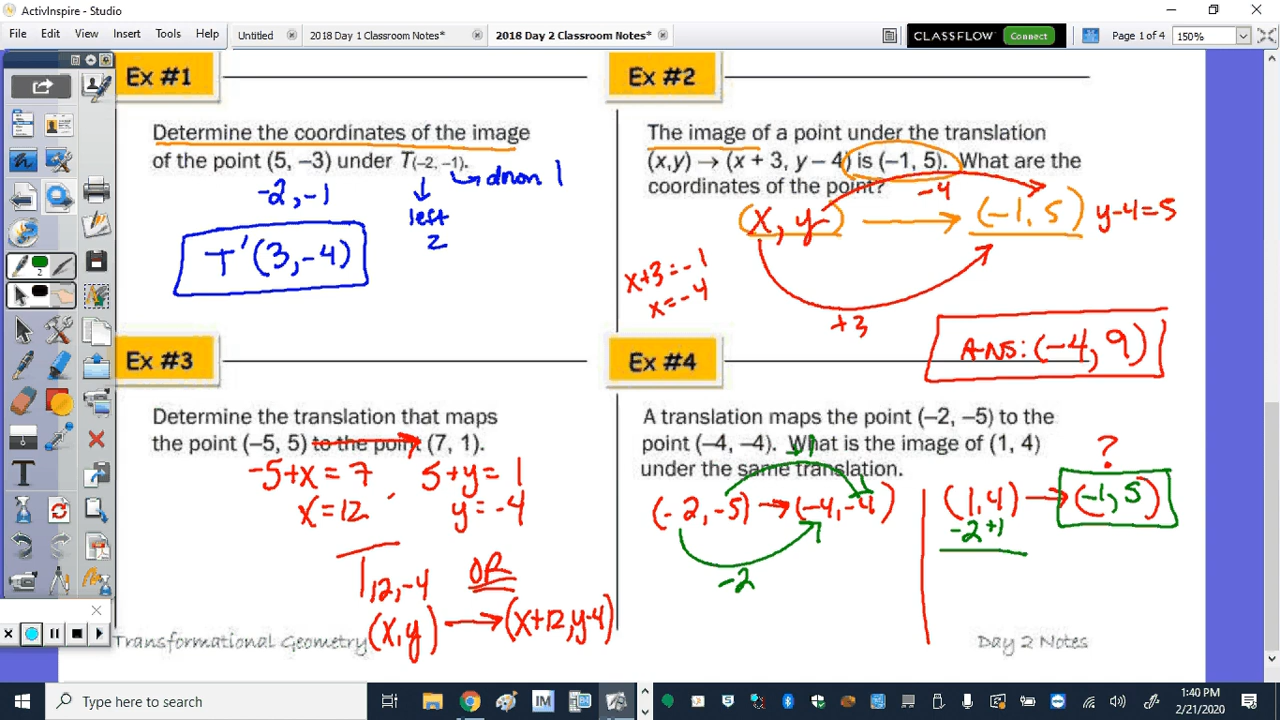 ActivInspire - Studio
File Edit View Insert Tools Help
Untitled
2018 Day 1 Classroom Notes*
2018 Day 2 Classroom Notes*
CLASSFLOW Connect
Page 1 of 4
150%
Ex #1
Determine the coordinates of the image
of the point (5, −3) under T(−2, −1).
-2, -1
down 1
left
2
T'(3, -4)
Ex #2
The image of a point under the translation
(x,y) → (x + 3, y – 4) is (−1, 5). What are the
coordinates of the point?
-4
(x, y) → (-1, 5)
y-4=5
x+3=-1
x=-4
+3
ANS: (-4, 9)
Ex #3
Determine the translation that maps
the point (−5, 5) to the point (7, 1).
-5+x=7 5+y=1
x=12 y=-4
T12,-4 OR
(x,y) → (x+12, y-4)
Ex #4
A translation maps the point (−2, −5) to the
point (−4, −4). What is the image of (1, 4)
under the same translation.
+1
(-2, -5) → (-4, -4)
-2
?
(1, 4) → (-1, 5)
-2 +1
Transformational Geometry
Day 2 Notes
2
T
Type here to search
IM
1:40 PM
2/21/2020